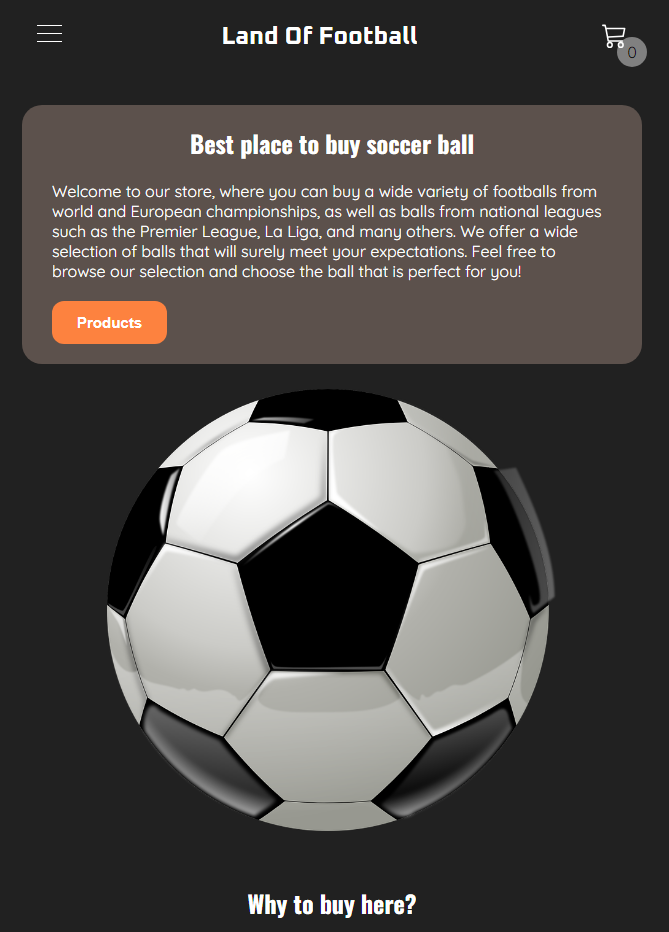 Land Of Football
0
Best place to buy soccer ball
Welcome to our store, where you can buy a wide variety of footballs from
world and European championships, as well as balls from national leagues
such as the Premier League, La Liga, and many others. We offer a wide
selection of balls that will surely meet your expectations. Feel free to
browse our selection and choose the ball that is perfect for you!
Products
Why to buy here?